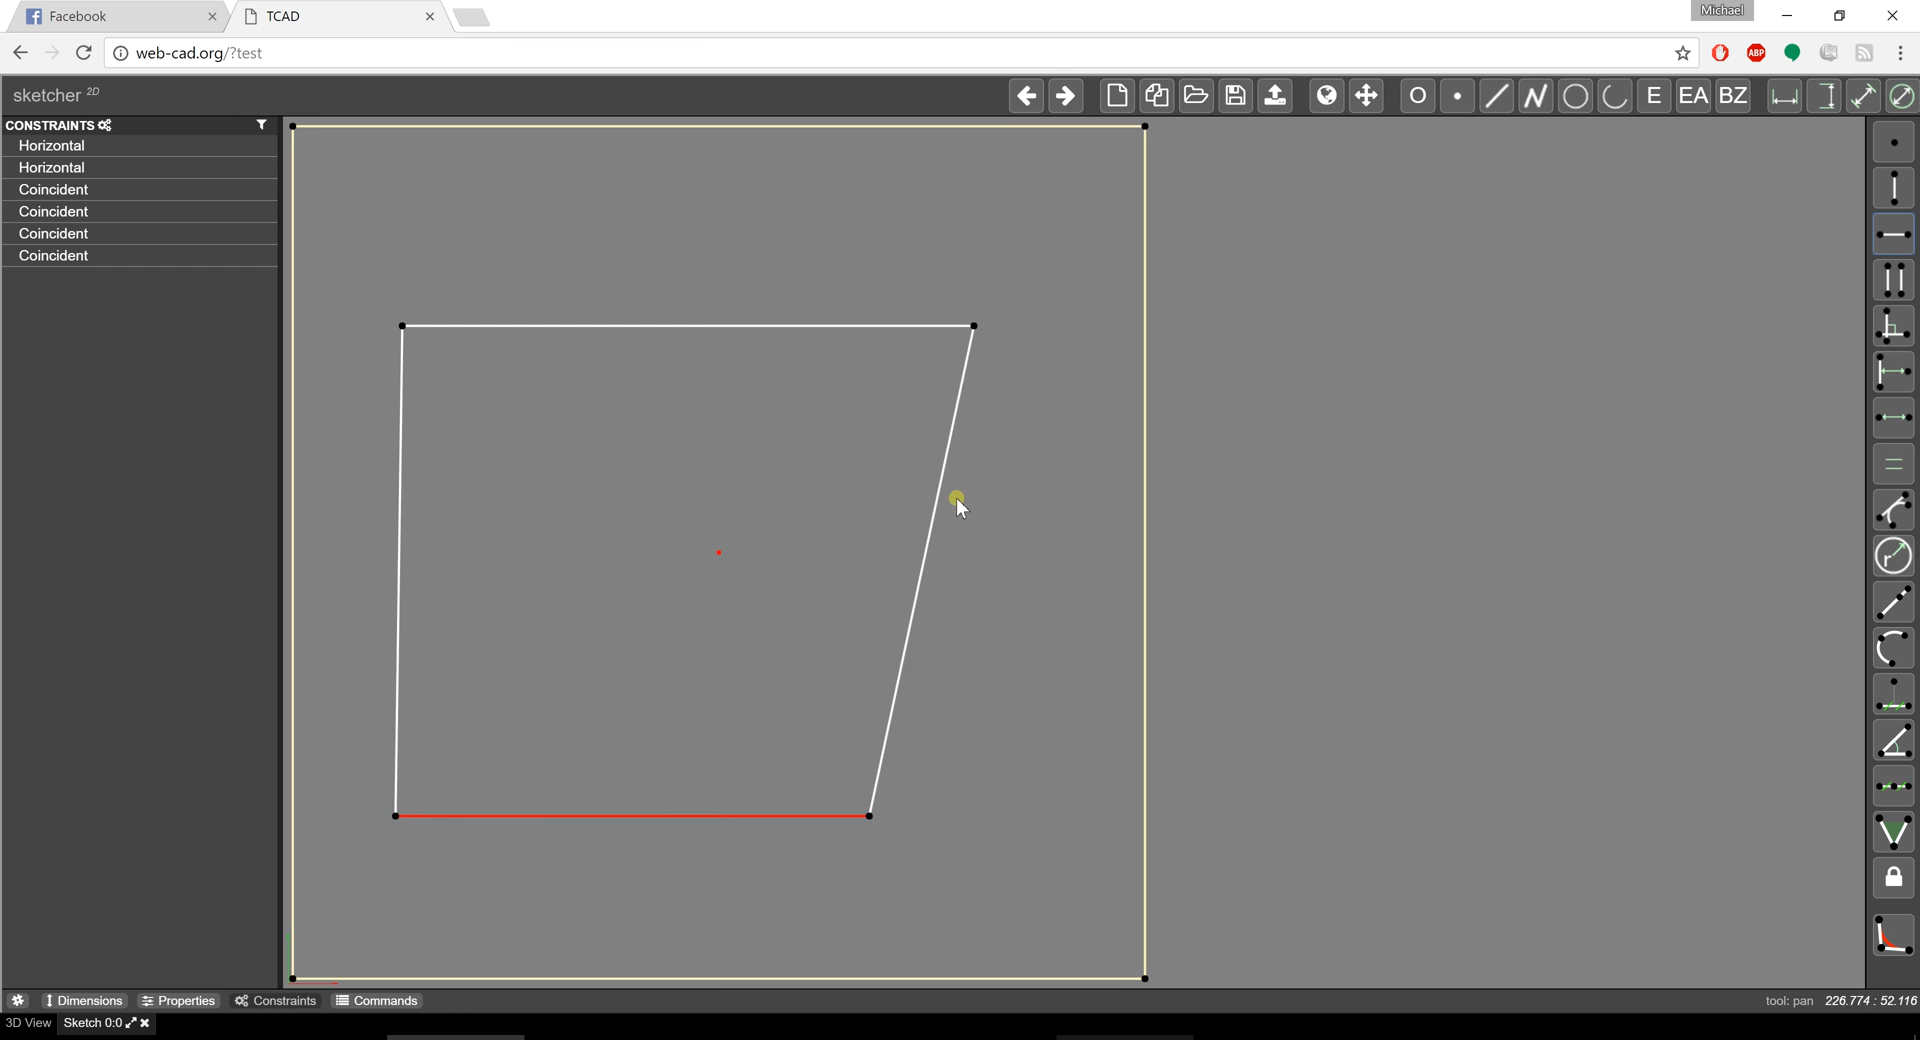 Facebook
TCAD
Michael
web-cad.org/?test
ABP
sketcher 2D
O
E
EA
BZ
CONSTRAINTS
Horizontal
Horizontal
Coincident
Coincident
Coincident
Coincident
r
Dimensions
Properties
Constraints
Commands
tool: pan
226.774 : 52.116
3D View
Sketch 0:0